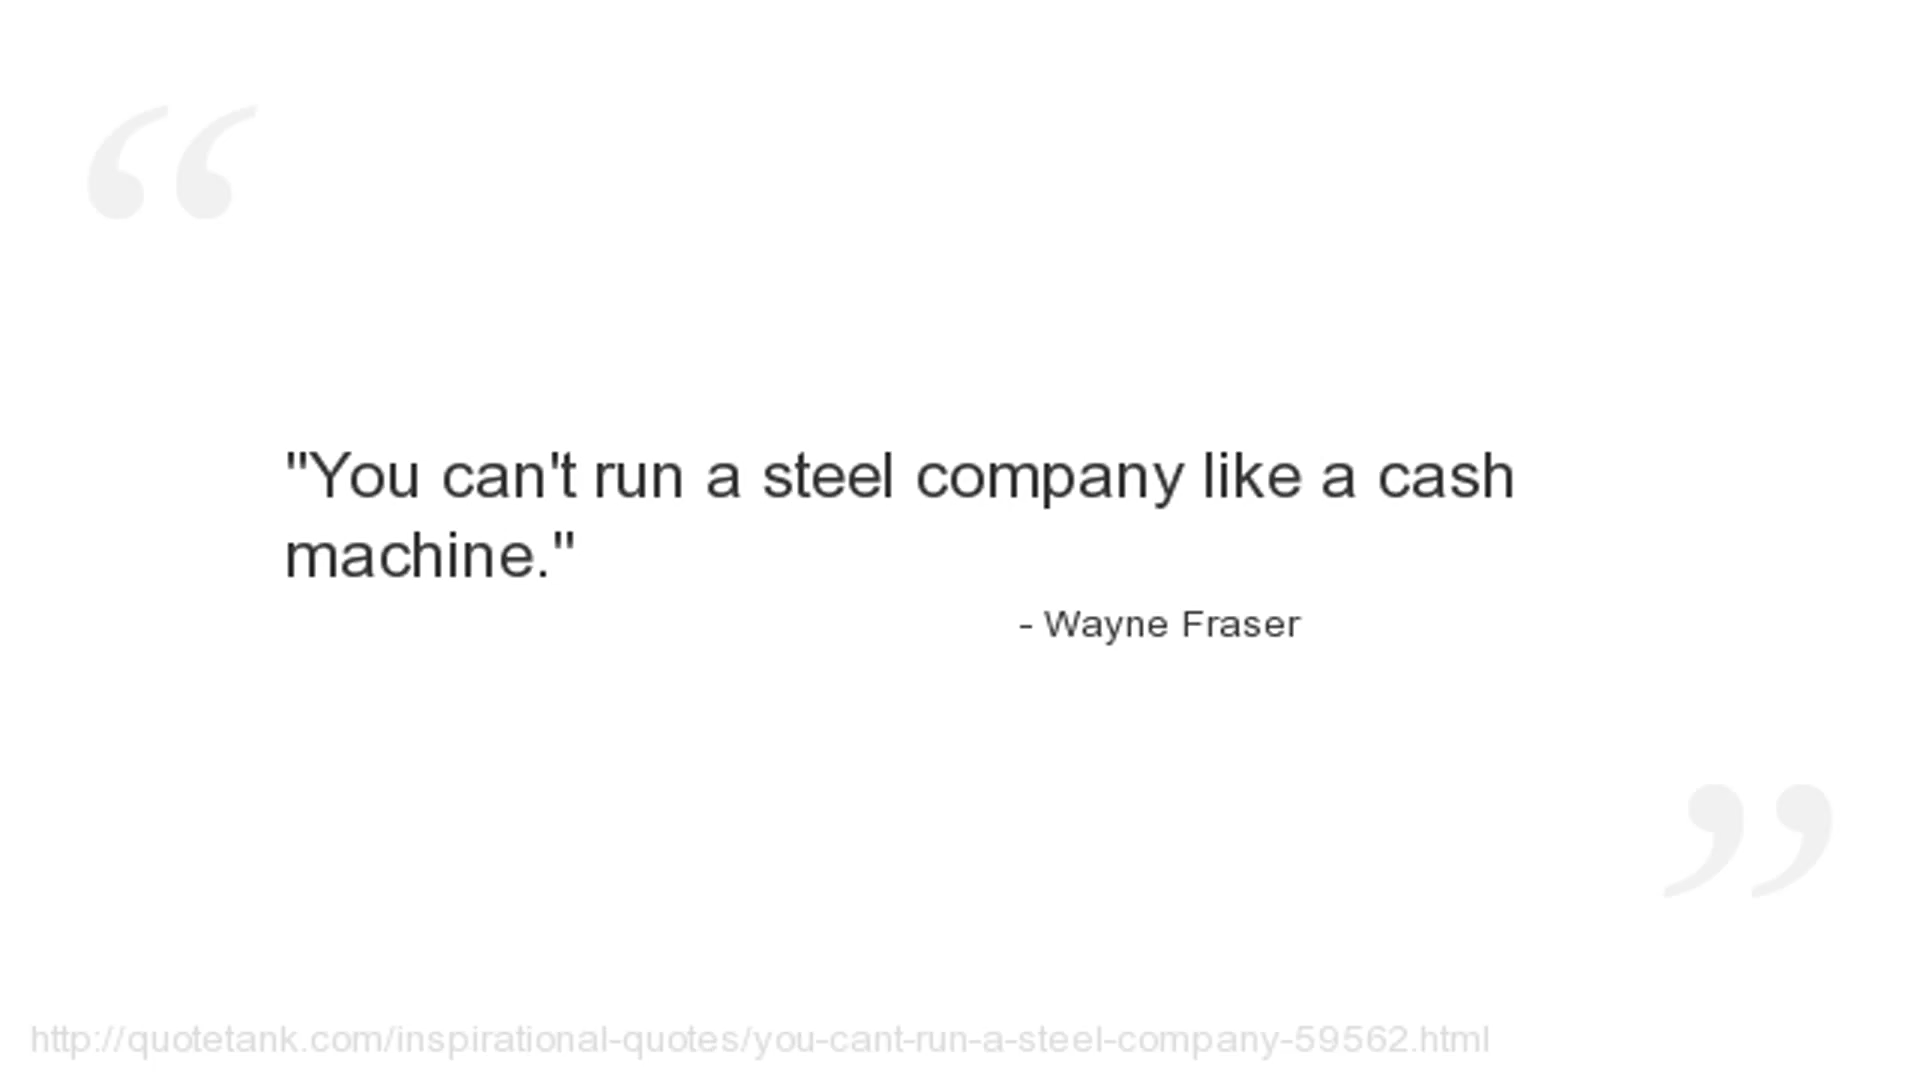 "You can't run a steel company like a cash
machine."
- Wayne Fraser
http://quotetank.com/inspirational-quotes/you-cant-run-a-steel-company-59562.html